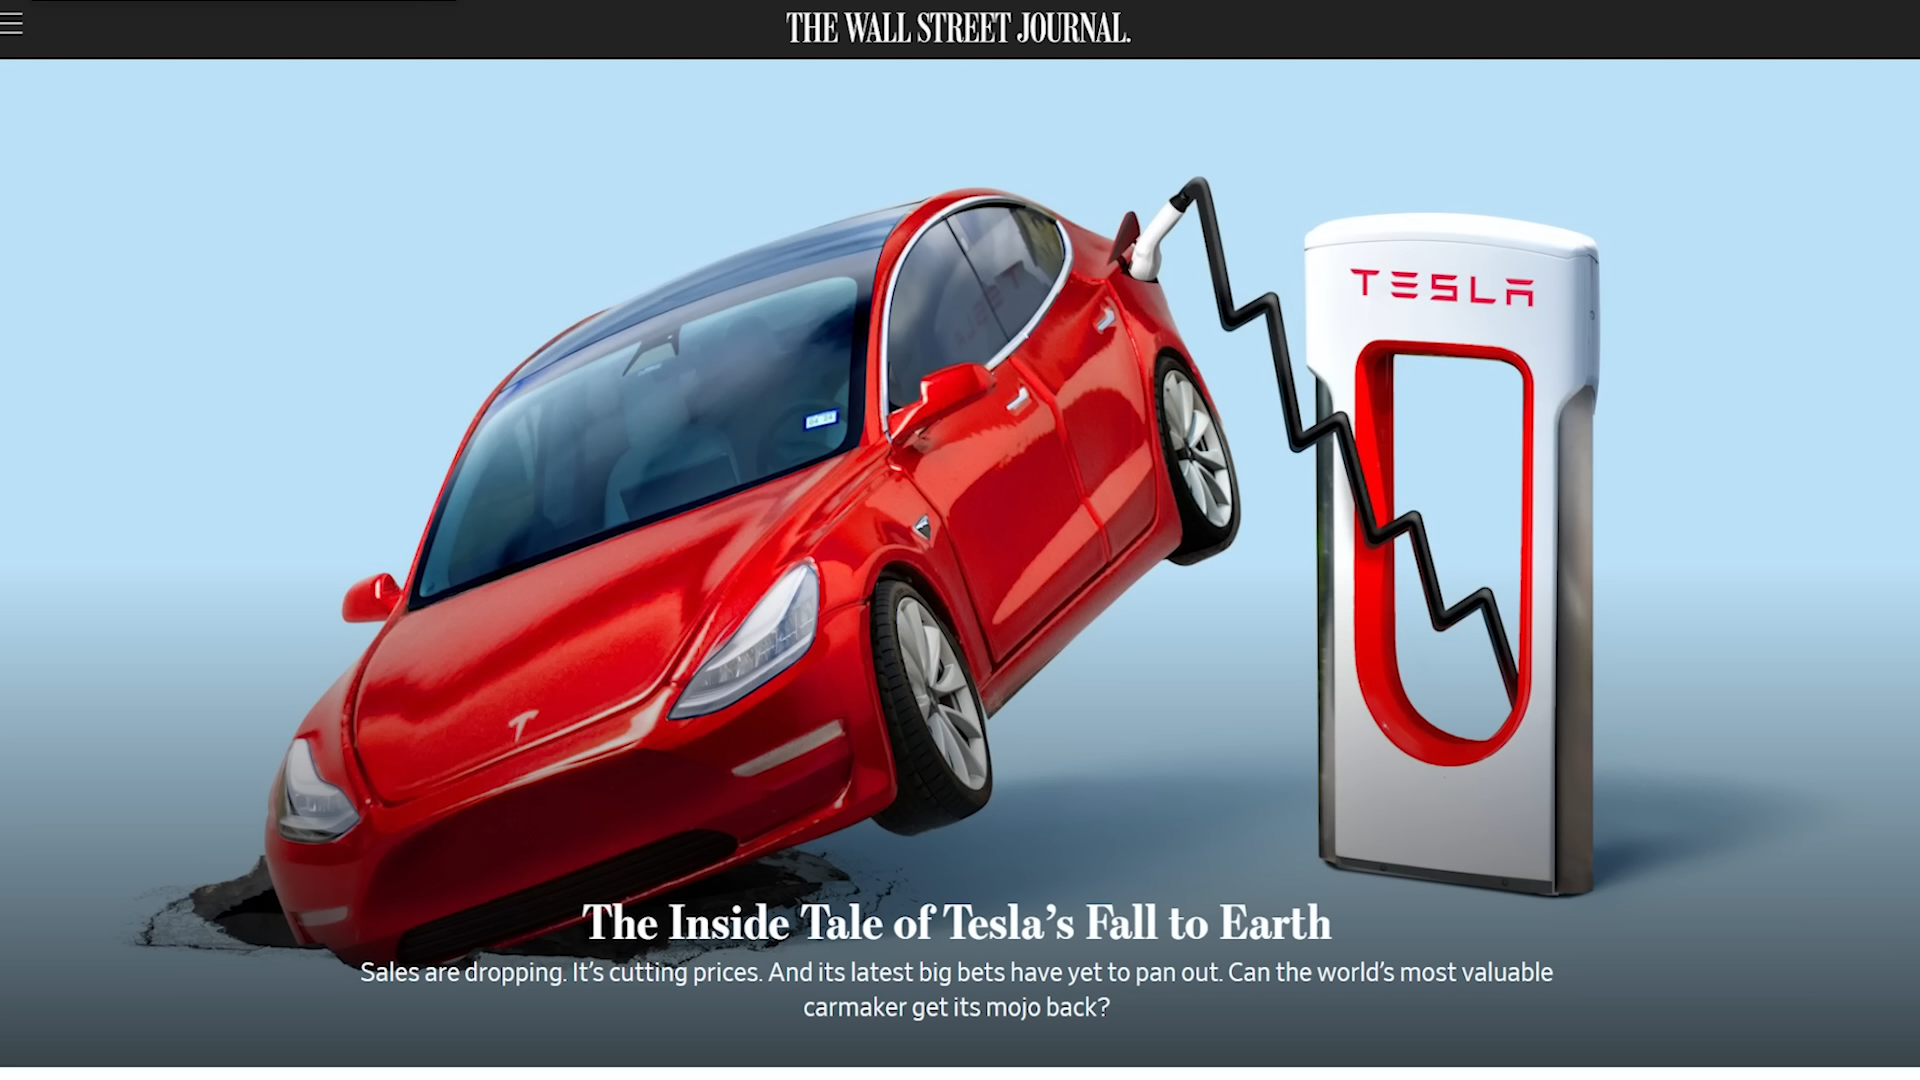 THE WALL STREET JOURNAL.
TESLA
TESLA
The Inside Tale of Tesla's Fall to Earth
Sales are dropping. It's cutting prices. And its latest big bets have yet to pan out. Can the world's most valuable
carmaker get its mojo back?